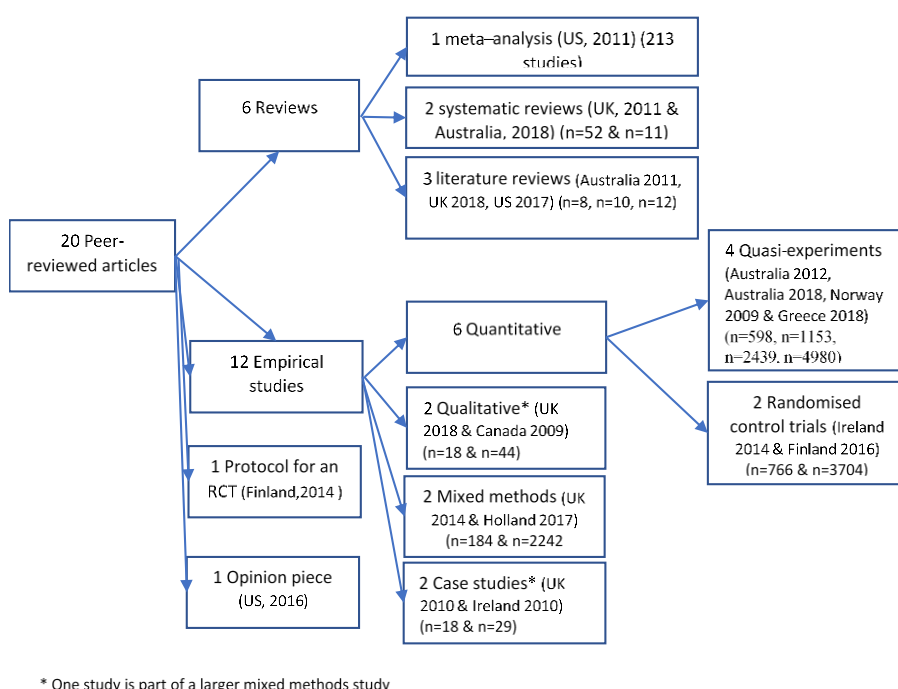 1 meta–analysis (US, 2011) (213
studies)
6 Reviews
2 systematic reviews (UK, 2011 &
Australia, 2018) (n=52 & n=11)
3 literature reviews (Australia 2011,
UK 2018, US 2017) (n=8, n=10, n=12)
20 Peer-
reviewed articles
4 Quasi-experiments
(Australia 2012,
Australia 2018, Norway
2009 & Greece 2018)
(n=598, n=1153,
n=2439, n=4980)
6 Quantitative
12 Empirical
studies
2 Qualitative* (UK
2018 & Canada 2009)
(n=18 & n=44)
2 Randomised
control trials (Ireland
2014 & Finland 2016)
(n=766 & n=3704)
1 Protocol for an
RCT (Finland,2014 )
2 Mixed methods (UK
2014 & Holland 2017)
(n=184 & n=2242
1 Opinion piece
(US, 2016)
2 Case studies* (UK
2010 & Ireland 2010)
(n=18 & n=29)
* One study is part of a larger mixed methods study